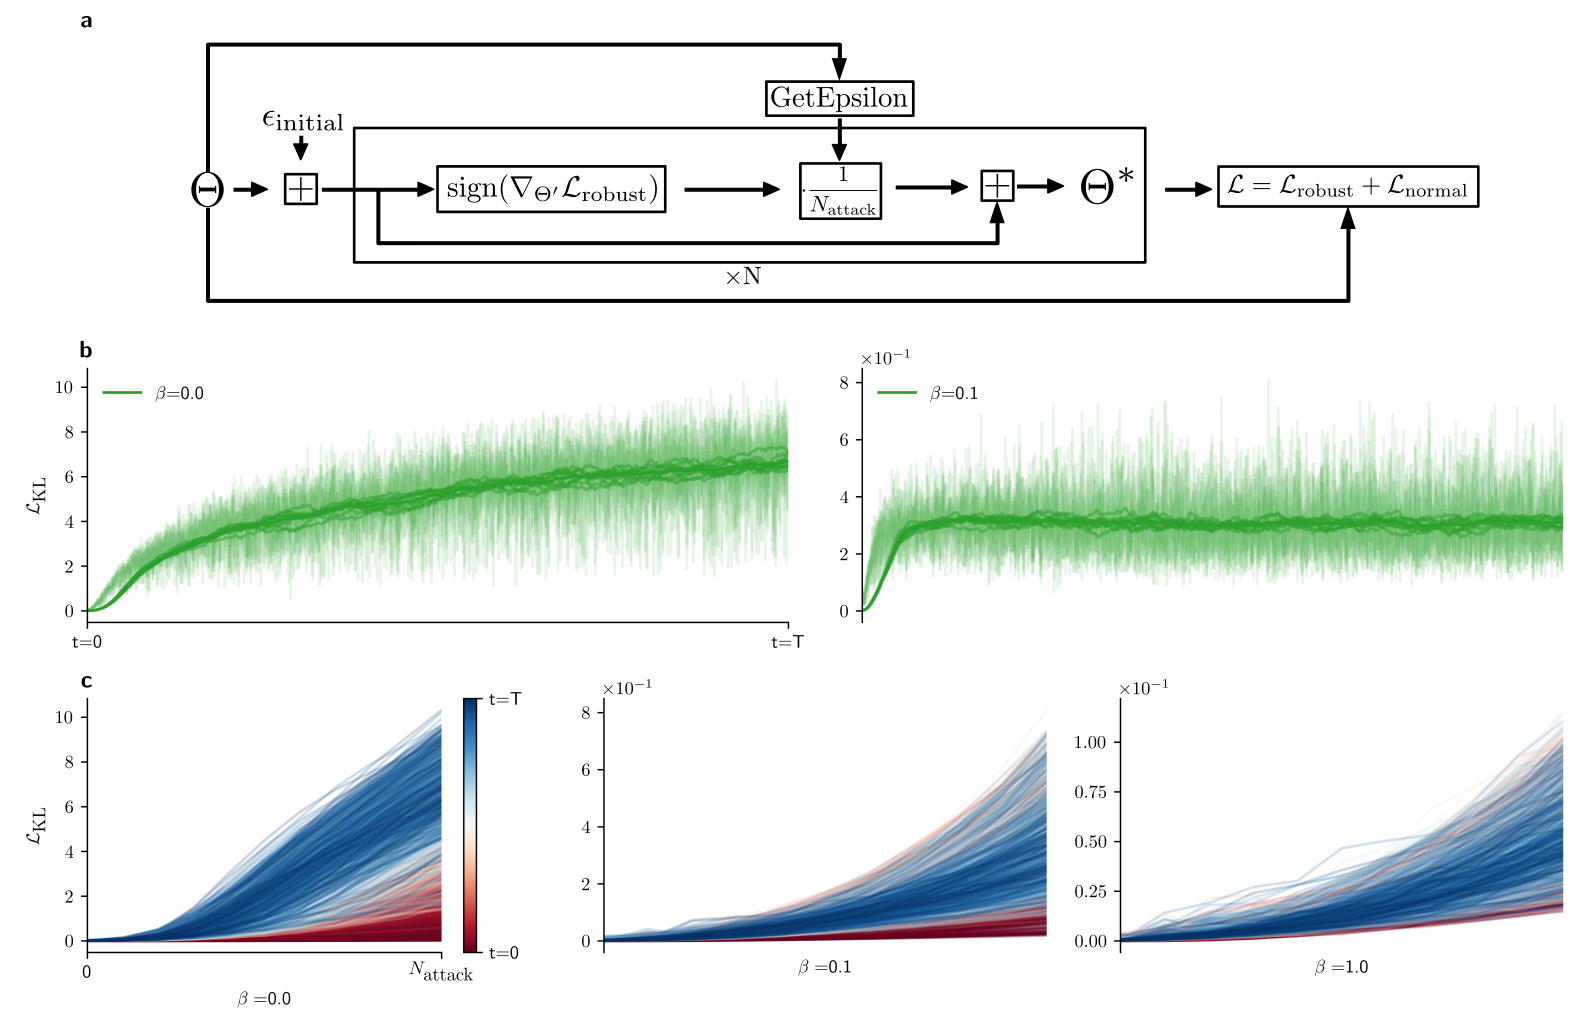 a
GetEpsilon
ϵinitial
Θ
+
sign(∇Θ′ℒrobust)
· 1/Nattack
+
Θ*
ℒ = ℒrobust + ℒnormal
×N
b
ℒKL
10
8
6
4
2
0
β=0.0
t=0
t=T
×10⁻¹
8
6
4
2
0
β=0.1
c
ℒKL
10
8
6
4
2
0
0
Nattack
β =0.0
t=T
t=0
×10⁻¹
8
6
4
2
0
β =0.1
×10⁻¹
1.00
0.75
0.50
0.25
0.00
β =1.0